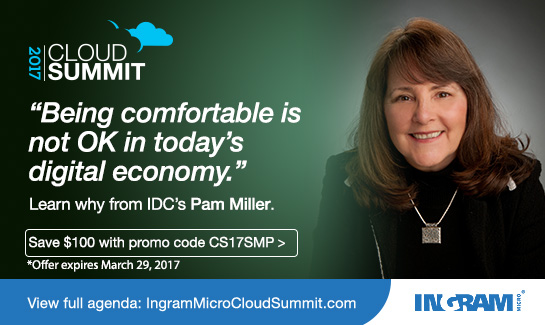 2017
CLOUD
SUMMIT
“Being comfortable is
not OK in today’s
digital economy.”
Learn why from IDC’s Pam Miller.
Save $100 with promo code CS17SMP >
*Offer expires March 29, 2017
View full agenda: IngramMicroCloudSummit.com
INGRAM MICRO®